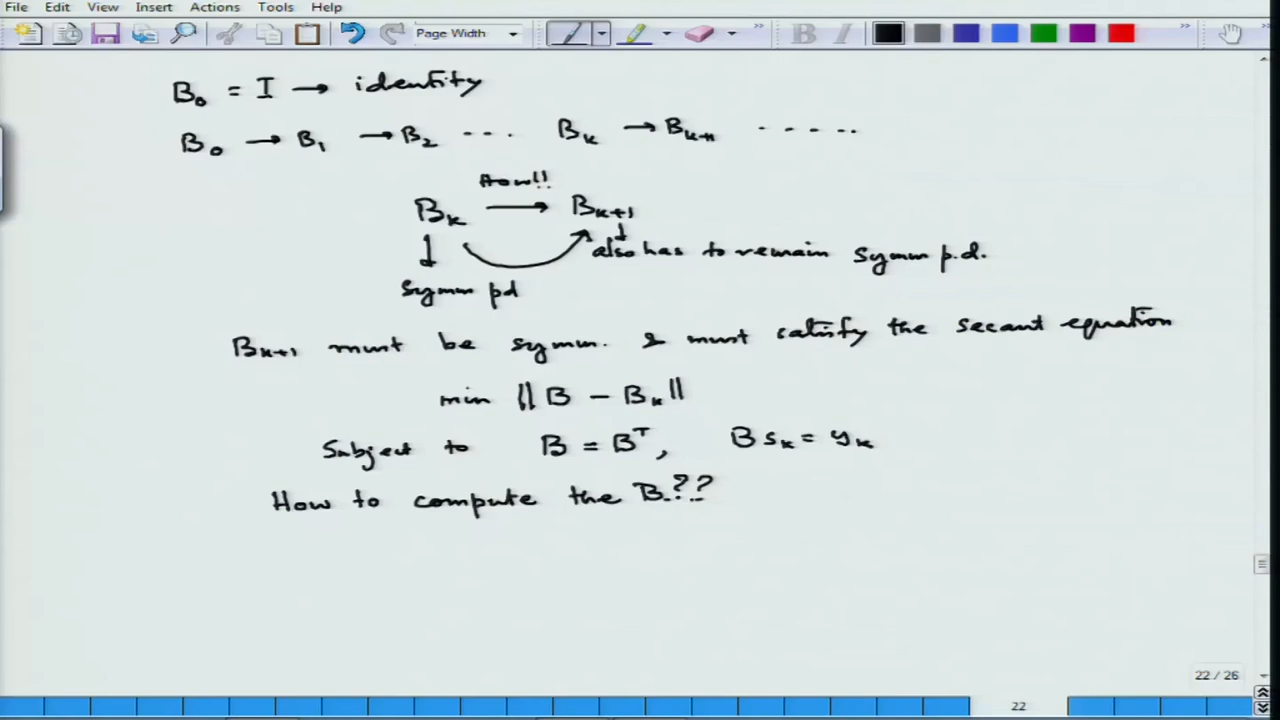 File Edit View Insert Actions Tools Help
Page Width
B₀ = I → identity
B₀ → B₁ → B₂ ... Bₖ → Bₖ₊₁ ......
How!!
Bₖ → Bₖ₊₁
↓ ↓
also has to remain symm p.d.
symm pd
Bₖ₊₁ must be symm. & must satisfy the secant equation
min ||B - Bₖ||
Subject to B = Bᵀ, B sₖ = yₖ
How to compute the B??
22 / 26
22